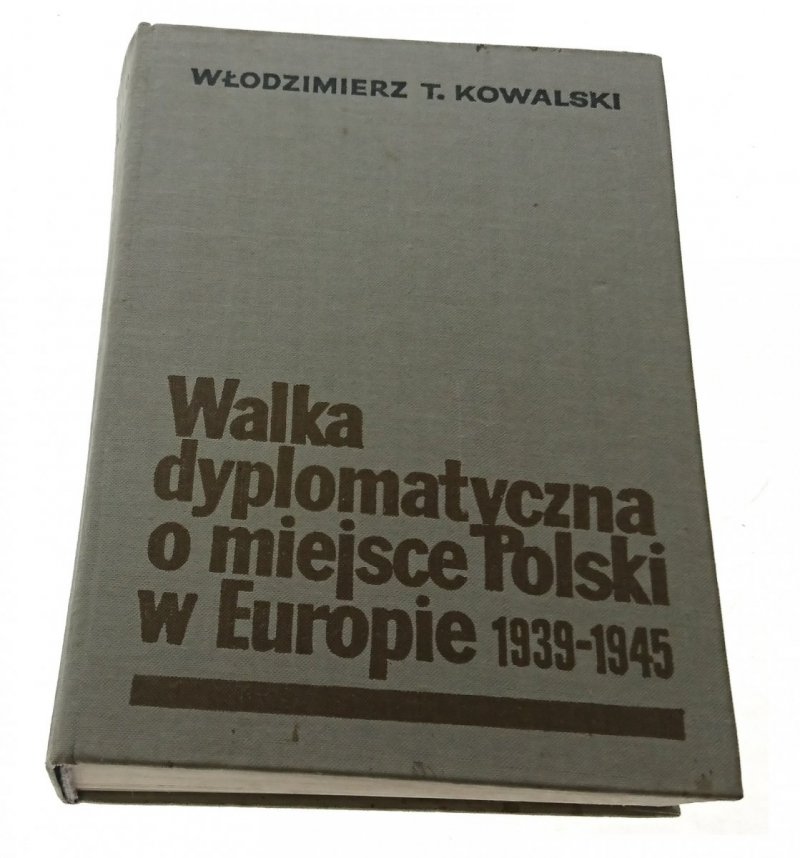 WŁODZIMIERZ T. KOWALSKI
Walka
dyplomatyczna
o miejsce Polski
w Europie 1939-1945